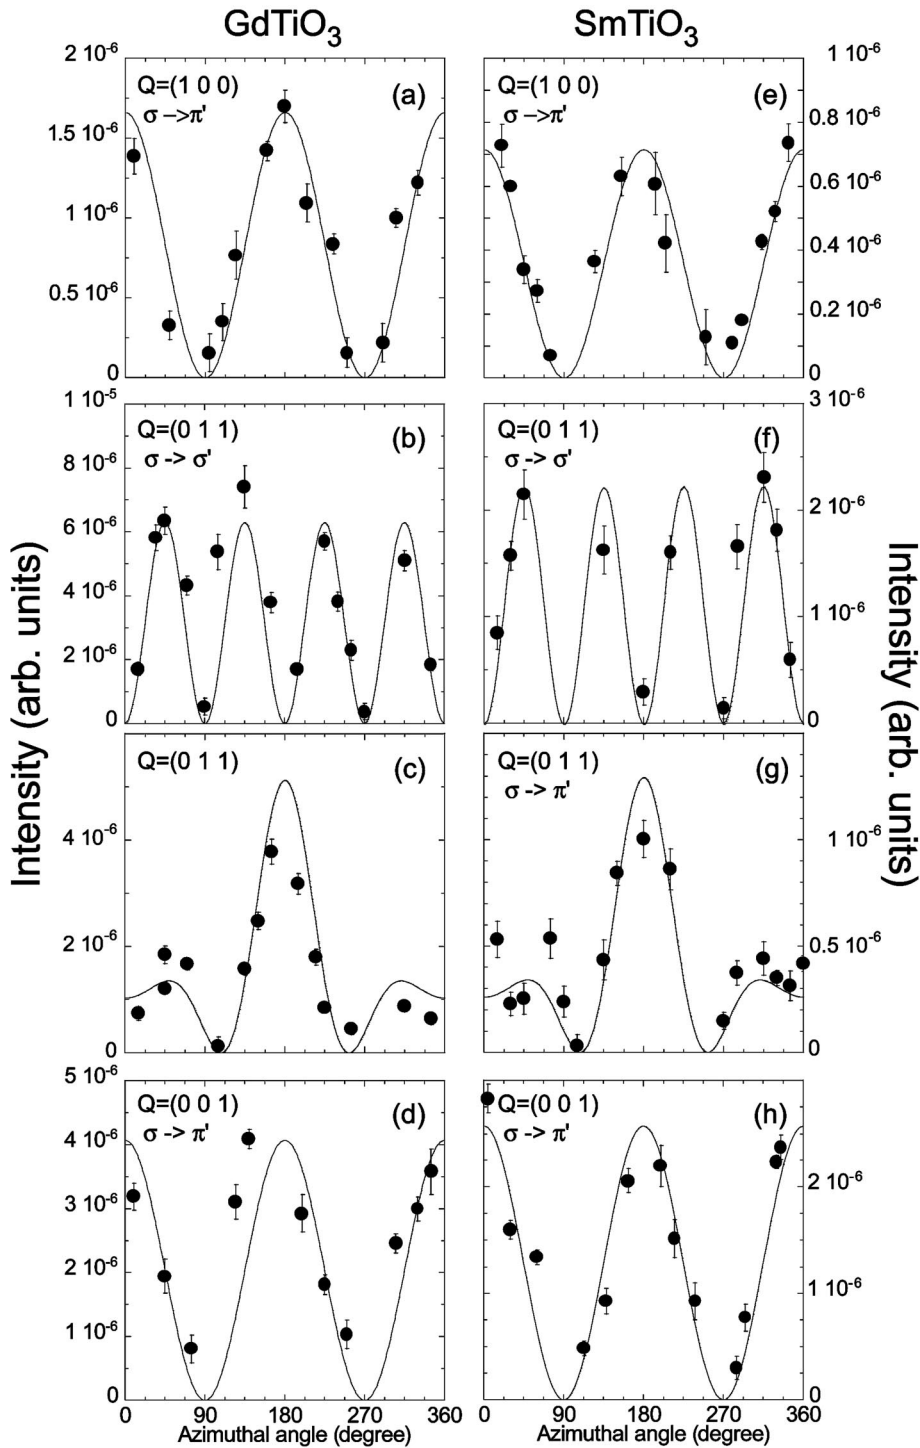 GdTiO3 SmTiO3
2 10-6
1.5 10-6
1 10-6
0.5 10-6
0
Q=(1 0 0)
σ –>π'
(a)
Q=(1 0 0)
σ –>π'
(e)
1 10-6
0.8 10-6
0.6 10-6
0.4 10-6
0.2 10-6
0
1 10-5
8 10-6
6 10-6
4 10-6
2 10-6
0
Q=(0 1 1)
σ -> σ'
(b)
Q=(0 1 1)
σ -> σ'
(f)
3 10-6
2 10-6
1 10-6
0
Intensity (arb. units)
Intensity (arb. units)
4 10-6
2 10-6
0
Q=(0 1 1)
(c)
Q=(0 1 1)
σ -> π'
(g)
1 10-6
0.5 10-6
0
5 10-6
4 10-6
3 10-6
2 10-6
1 10-6
0
Q=(0 0 1)
σ -> π'
(d)
Q=(0 0 1)
σ -> π'
(h)
2 10-6
1 10-6
0
0 90 180 270 360
0 90 180 270 360
Azimuthal angle (degree)
Azimuthal angle (degree)